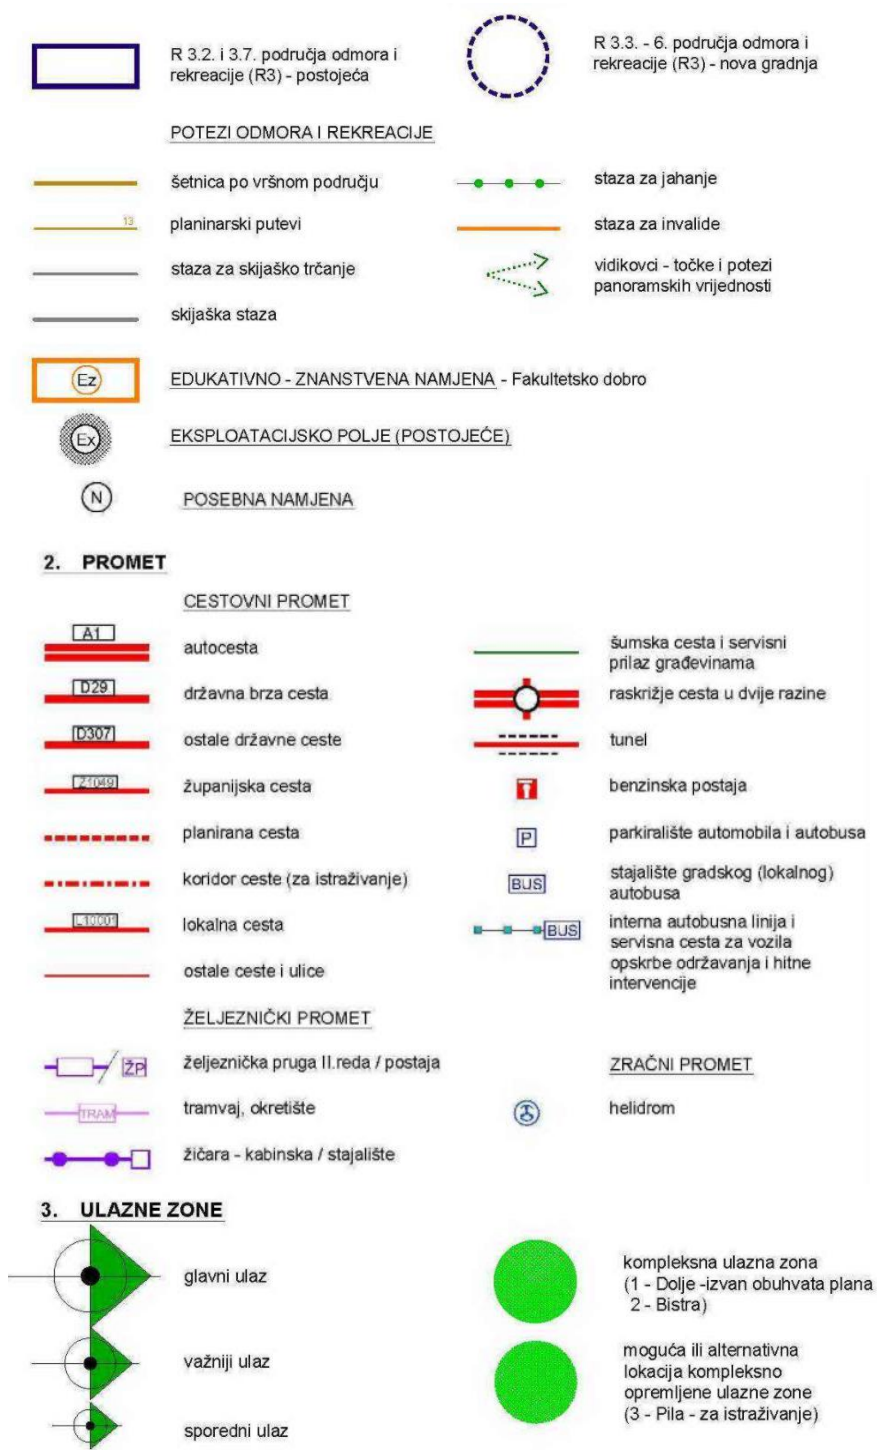 R 3.2. i 3.7. područja odmora i
rekreacije (R3) - postojeća
R 3.3. - 6. područja odmora i
rekreacije (R3) - nova gradnja
POTEZI ODMORA I REKREACIJE
šetnica po vršnom području
staza za jahanje
13
planinarski putevi
staza za invalide
staza za skijaško trčanje
vidikovci - točke i potezi
panoramskih vrijednosti
skijaška staza
Ez
EDUKATIVNO - ZNANSTVENA NAMJENA - Fakultetsko dobro
Ex
EKSPLOATACIJSKO POLJE (POSTOJEĆE)
N
POSEBNA NAMJENA
2. PROMET
CESTOVNI PROMET
A1
autocesta
šumska cesta i servisni
prilaz građevinama
D29
državna brza cesta
raskrižje cesta u dvije razine
D307
ostale državne ceste
tunel
Z1049
županijska cesta
benzinska postaja
planirana cesta
P
parkiralište automobila i autobusa
koridor ceste (za istraživanje)
BUS
stajalište gradskog (lokalnog)
autobusa
L10001
lokalna cesta
BUS
interna autobusna linija i
servisna cesta za vozila
opskrbe održavanja i hitne
intervencije
ostale ceste i ulice
ŽELJEZNIČKI PROMET
ŽP
željeznička pruga II.reda / postaja
ZRAČNI PROMET
TRAM
tramvaj, okretište
helidrom
žičara - kabinska / stajalište
3. ULAZNE ZONE
glavni ulaz
kompleksna ulazna zona
(1 - Dolje -izvan obuhvata plana
2 - Bistra)
važniji ulaz
moguća ili alternativna
lokacija kompleksno
opremljene ulazne zone
(3 - Pila - za istraživanje)
sporedni ulaz